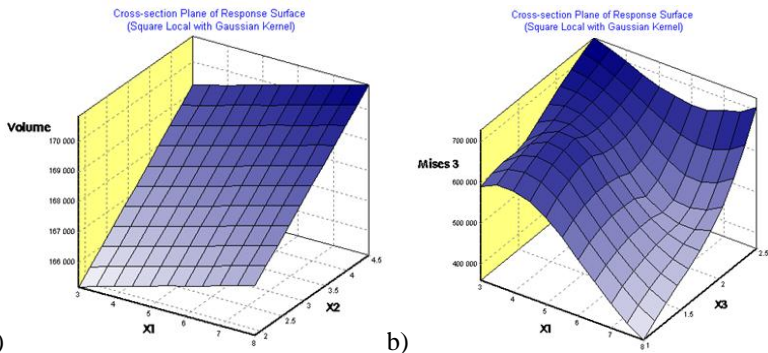 Cross-section Plane of Response Surface
(Square Local with Gaussian Kernel)
Volume
170 000
169 000
168 000
167 000
166 000
3
4
5
6
7
8
X1
2
2.5
3
3.5
4
4.5
X2
)
Cross-section Plane of Response Surface
(Square Local with Gaussian Kernel)
Mises 3
700 000
600 000
500 000
400 000
3
4
5
6
7
8
X1
1
1.5
2
2.5
X3
b)